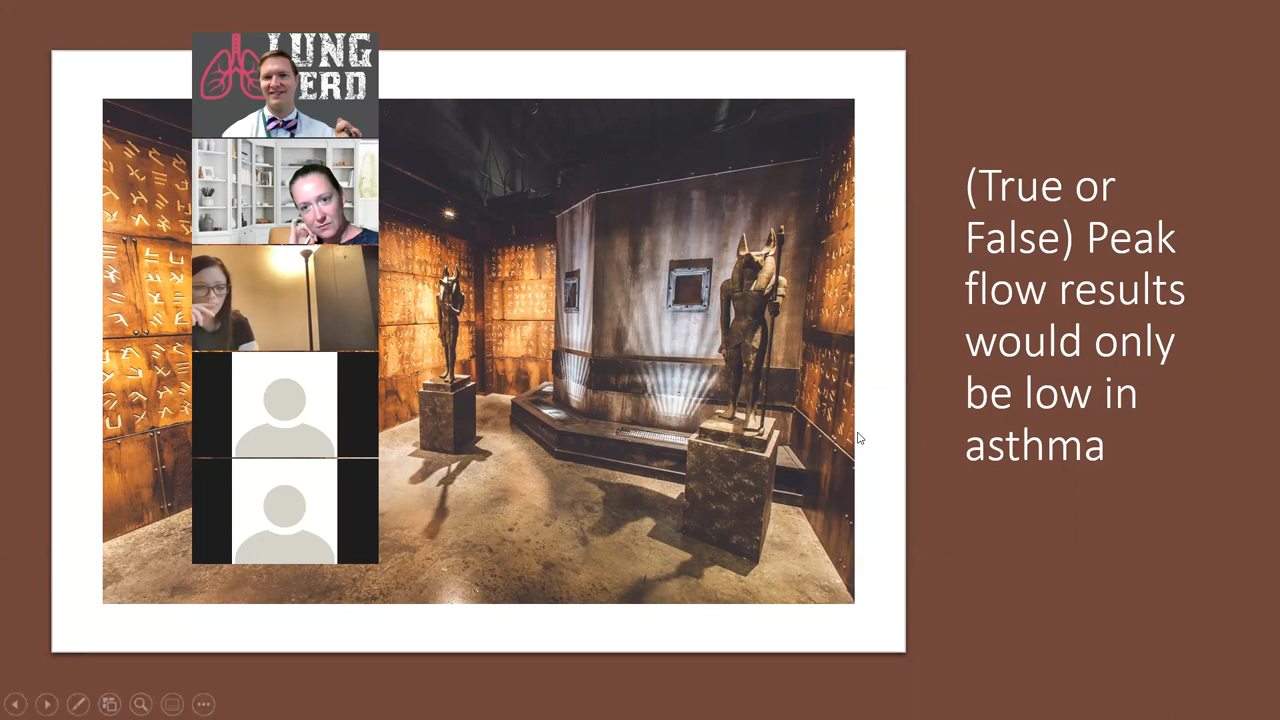 LUNG
ERD
(True or
False) Peak
flow results
would only
be low in
asthma